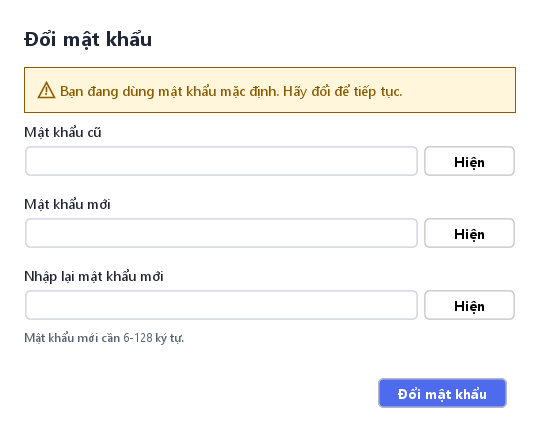 Đổi mật khẩu
Bạn đang dùng mật khẩu mặc định. Hãy đổi để tiếp tục.
Mật khẩu cũ
Hiện
Mật khẩu mới
Hiện
Nhập lại mật khẩu mới
Hiện
Mật khẩu mới cần 6-128 ký tự.
Đổi mật khẩu